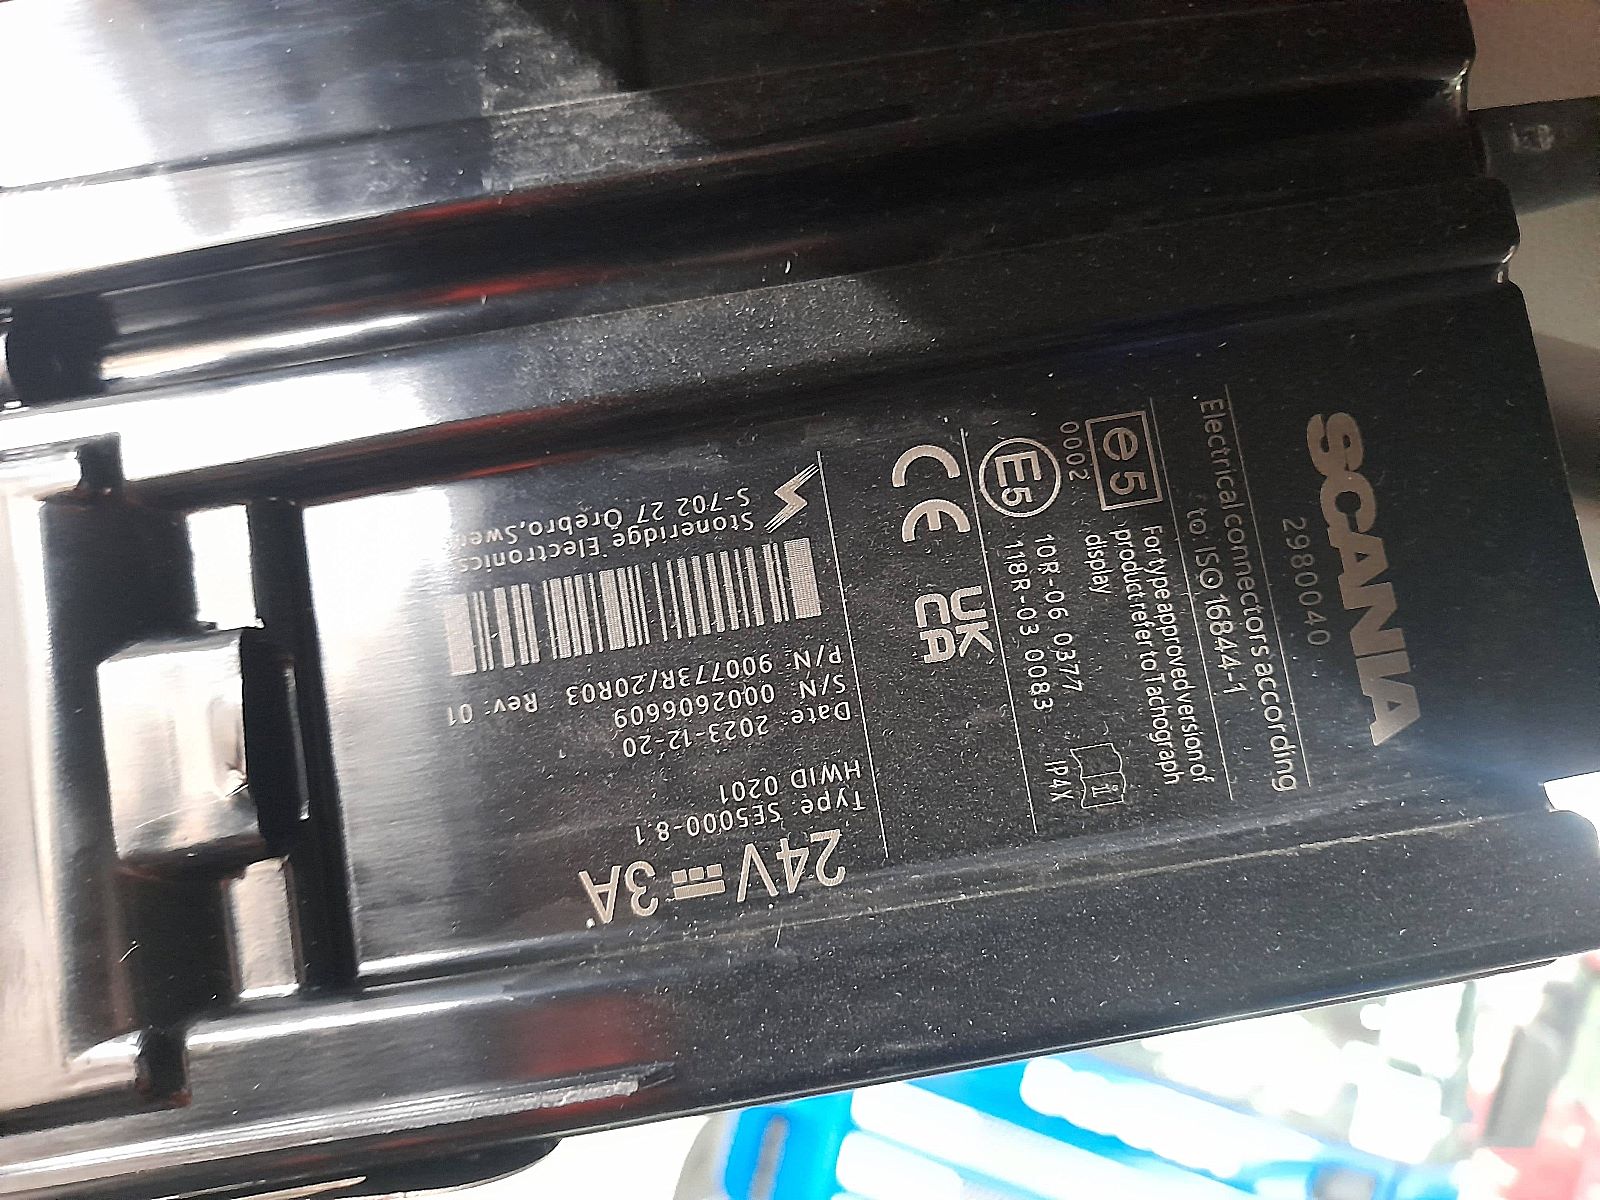 SCANIA
2980040
Electrical connectors according
to: ISO 16844-1
e5
0002
For type approved version of
product refer to Tachograph
display
E5
10R-06 0377
118R-03 0083
IP4X
i
CE
UK
CA
24V 3A
Type: SE5000-8.1
HWID 0201
Date: 2023-12-20
S/N: 0002606609
P/N: 900773R/20R03 Rev: 01
Stoneridge Electronics
S-702 27 Örebro,